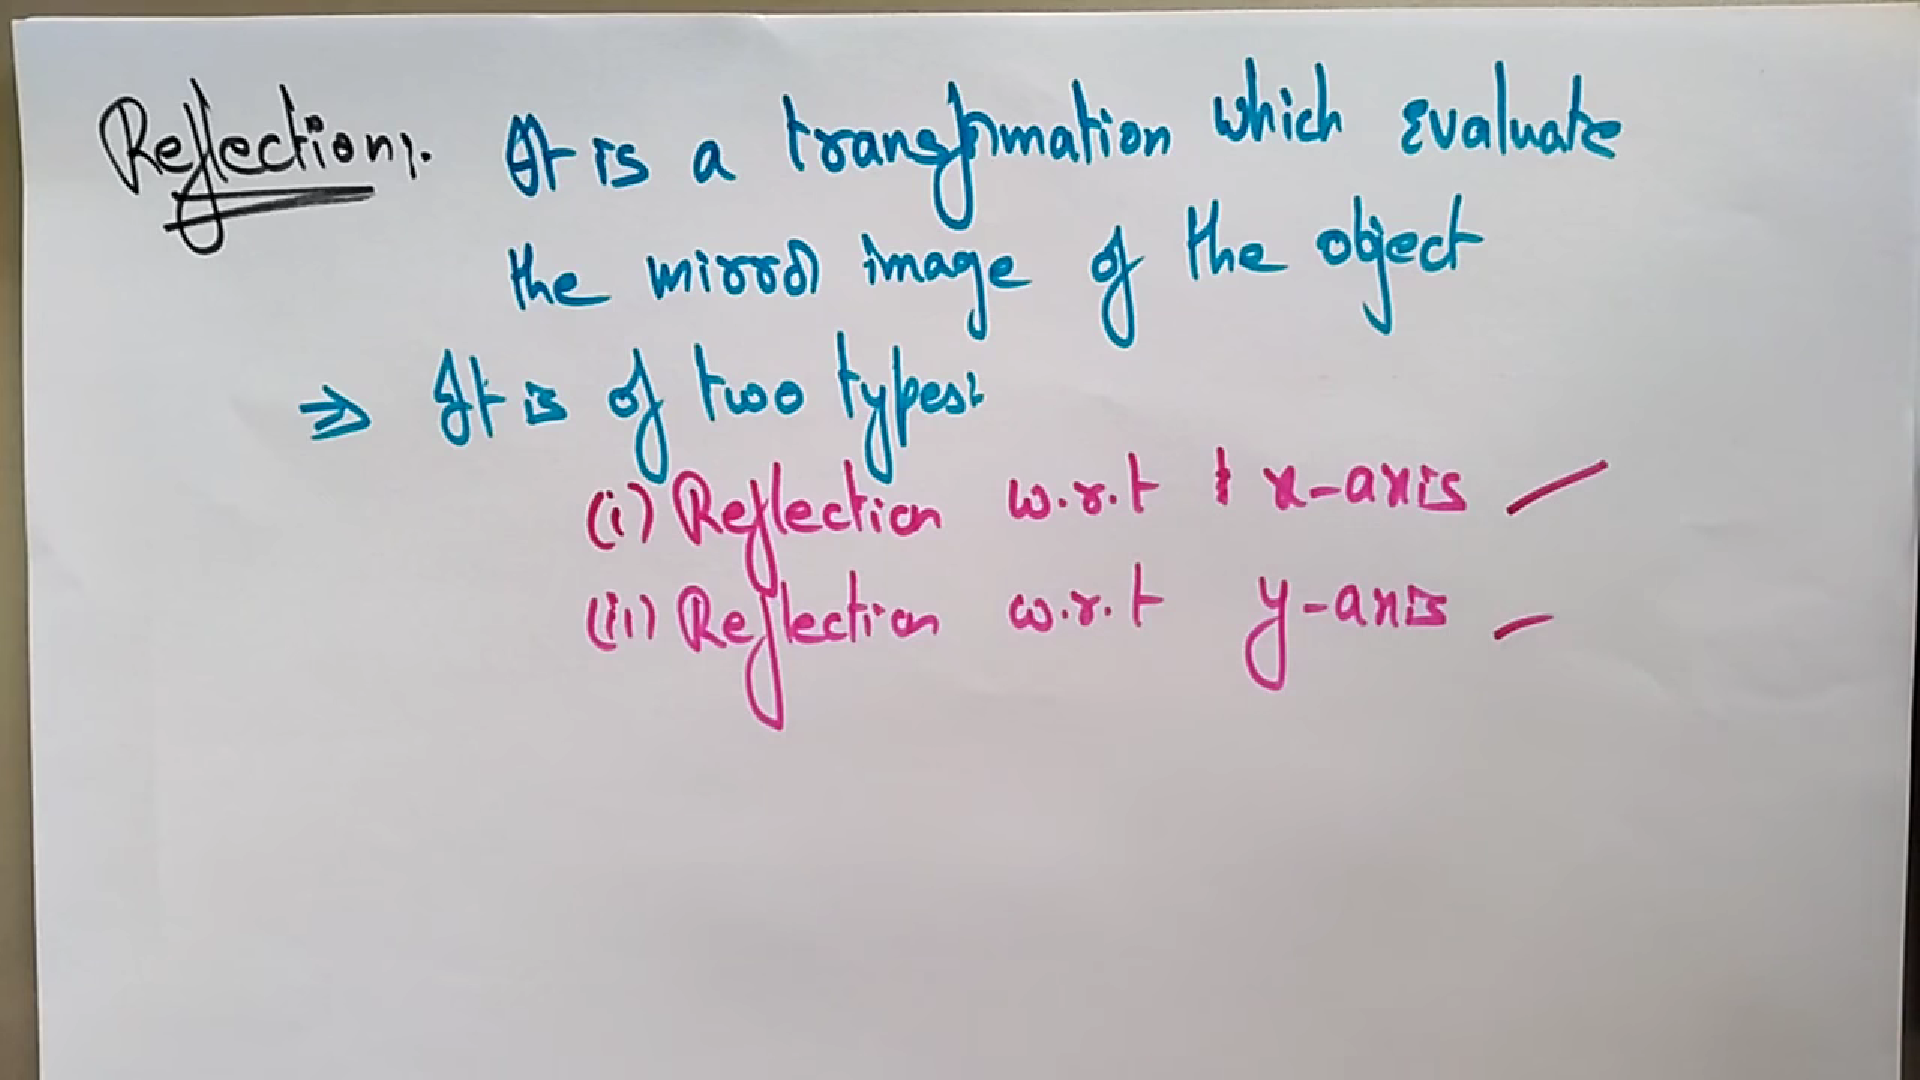 Reflection:. It is a transformation which evaluate
the mirror image of the object
⇒ It is of two types:
(i) Reflection w.r.t x-axis
(ii) Reflection w.r.t y-axis